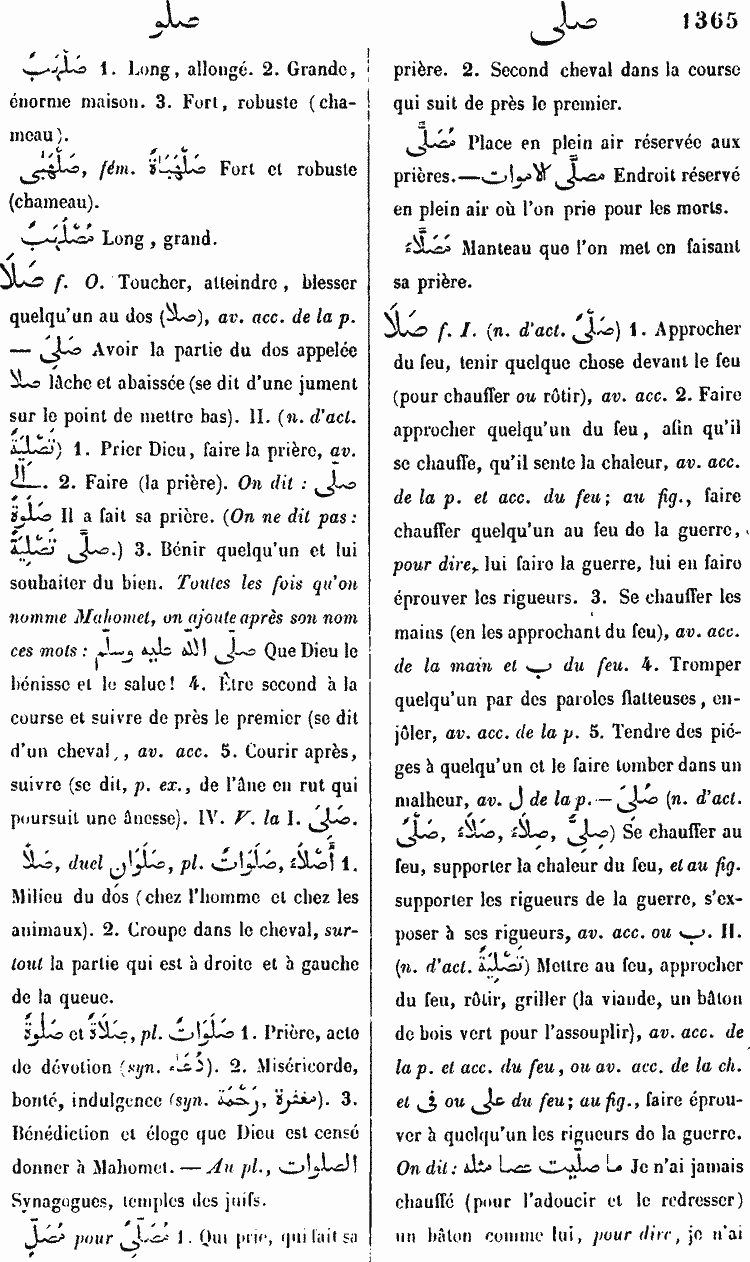 صلو
صلى 1365
صَلْهَبٌ 1. Long, allongé. 2. Grande,
énorme maison. 3. Fort, robuste (cha-
meau).
صَلْهَبَى, fém. صَلْهَبَاةٌ Fort et robuste
(chameau).
مُصْلَهِبٌّ Long, grand.
صَلَا f. O. Toucher, atteindre, blesser
quelqu'un au dos (صلا), av. acc. de la p.
— صَلِىَ Avoir la partie du dos appelée
صلا lâche et abaissée (se dit d'une jument
sur le point de mettre bas). II. (n. d'act.
تَصْلِيَةٌ) 1. Prier Dieu, faire la prière, av.
2. Faire (la prière). On dit : صلّى
صَلٰوةً Il a fait sa prière. (On ne dit pas :
صلّى تَصْلِيَةً.) 3. Bénir quelqu'un et lui
souhaiter du bien. Toutes les fois qu'on
nomme Mahomet, on ajoute après son nom
ces mots : صلّى اللّه عليه وسلّم Que Dieu le
bénisse et le salue! 4. Être second à la
course et suivre de près le premier (se dit
d'un cheval), av. acc. 5. Courir après,
suivre (se dit, p. ex., de l'âne en rut qui
poursuit une ânesse). IV. V. la I. صَلِىَ.
صَلًا, duel صَلَوَانِ, pl. صَلَوَاتٌ, أَصْلَاءٌ 1.
Milieu du dos (chez l'homme et chez les
animaux). 2. Croupe dans le cheval, sur-
tout la partie qui est à droite et à gauche
de la queue.
صَلٰوةٌ et صَلَاةٌ, pl. صَلَوَاتٌ 1. Prière, acte
de dévotion (syn. دُعَاء). 2. Miséricorde,
bonté, indulgence (syn. رَحْمَة, مغفرة). 3.
Bénédiction et éloge que Dieu est censé
donner à Mahomet. — Au pl., الصلوات
Synagogues, temples des juifs.
مُصَلٍّ pour مُصَلِّىٌ 1. Qui prie, qui fait sa
prière. 2. Second cheval dans la course
qui suit de près le premier.
مُصَلًّى Place en plein air réservée aux
prières.— مصلّى الاموات Endroit réservé
en plein air où l'on prie pour les morts.
مُصَلَّاءٌ Manteau que l'on met en faisant
sa prière.
صَلَا f. I. (n. d'act. صَلْىٌ) 1. Approcher
du feu, tenir quelque chose devant le feu
(pour chauffer ou rôtir), av. acc. 2. Faire
approcher quelqu'un du feu, afin qu'il
se chauffe, qu'il sente la chaleur, av. acc.
de la p. et acc. du feu; au fig., faire
chauffer quelqu'un au feu de la guerre,
pour dire, lui faire la guerre, lui en faire
éprouver les rigueurs. 3. Se chauffer les
mains (en les approchant du feu), av. acc.
de la main et ب du feu. 4. Tromper
quelqu'un par des paroles flatteuses, en-
jôler, av. acc. de la p. 5. Tendre des pié-
ges à quelqu'un et le faire tomber dans un
malheur, av. ل de la p. — صَلِىَ (n. d'act.
صُلِىٌّ, صِلَاءٌ, صَلَاءٌ, صَلًى) Se chauffer au
feu, supporter la chaleur du feu, et au fig.
supporter les rigueurs de la guerre, s'ex-
poser à ses rigueurs, av. acc. ou ب. II.
(n. d'act. تَصْلِيَةٌ) Mettre au feu, approcher
du feu, rôtir, griller (la viande, un bâton
de bois vert pour l'assouplir), av. acc. de
la p. et acc. du feu, ou av. acc. de la ch.
et فى ou على du feu; au fig., faire éprou-
ver à quelqu'un les rigueurs de la guerre.
On dit : ما صلّيت عصا مثله Je n'ai jamais
chauffé (pour l'adoucir et le redresser)
un bâton comme lui, pour dire, je n'ai